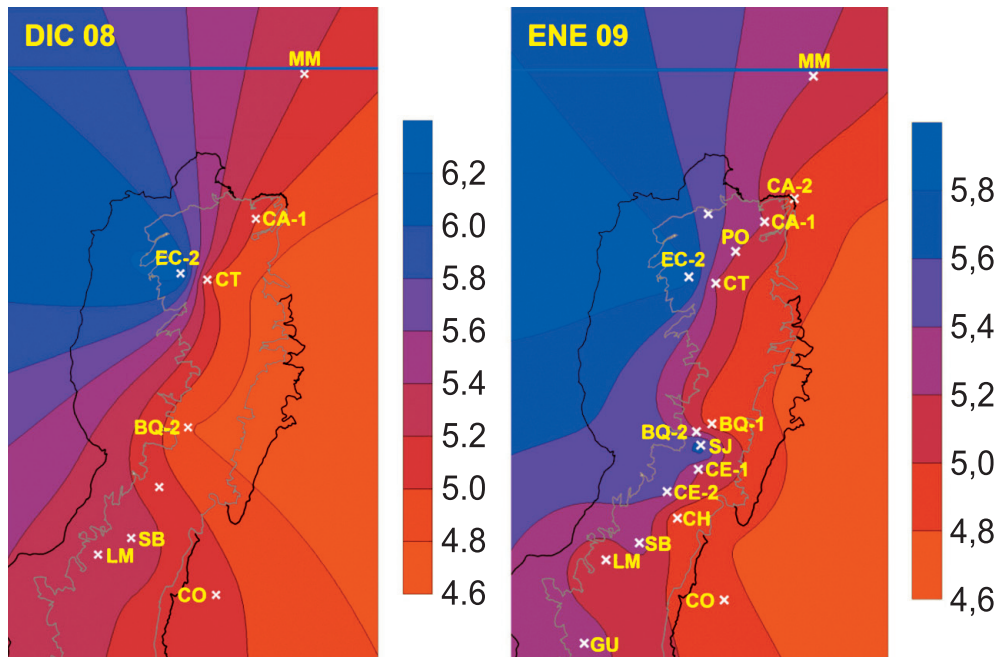 DIC 08
MM
CA-1
EC-2
CT
BQ-2
SB
LM
CO
6,2
6.0
5.8
5.6
5.4
5.2
5.0
4.8
4.6
ENE 09
MM
CA-2
CA-1
PO
EC-2
CT
BQ-1
BQ-2
SJ
CE-1
CE-2
CH
SB
LM
CO
GU
5,8
5,6
5,4
5,2
5,0
4,8
4,6